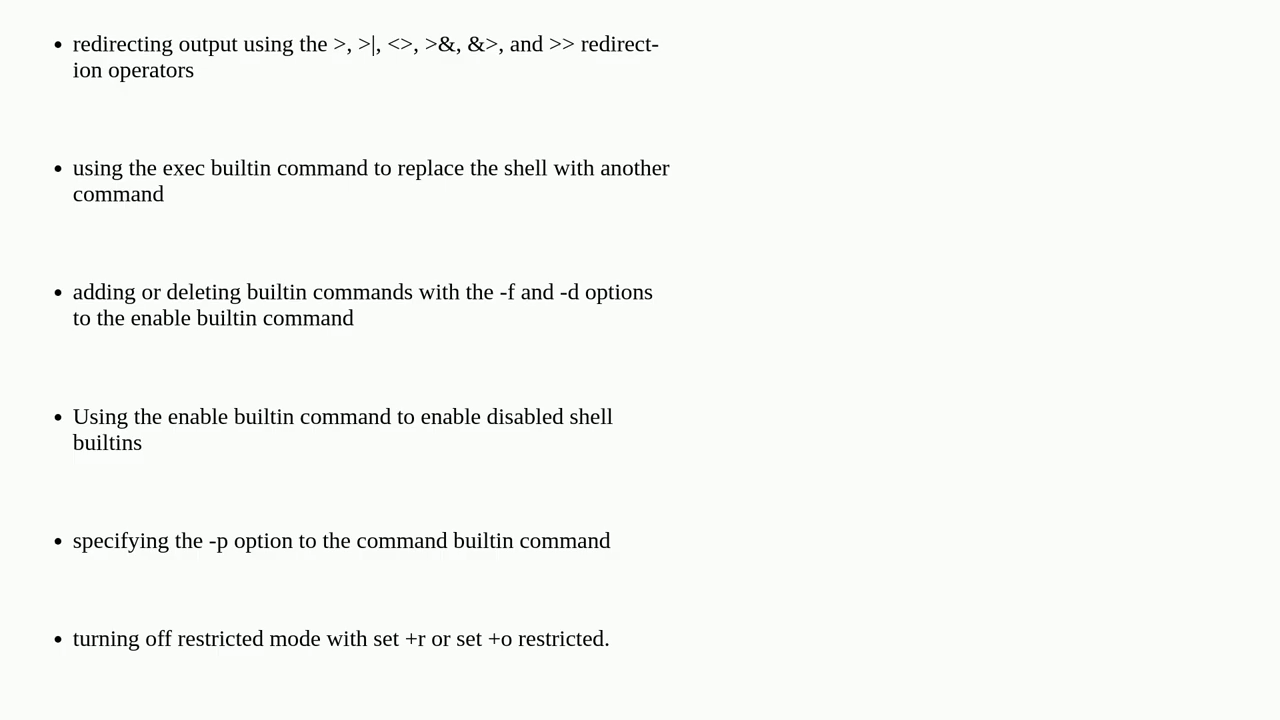 • redirecting output using the >, >|, <>, >&, &>, and >> redirect-
ion operators
• using the exec builtin command to replace the shell with another
command
• adding or deleting builtin commands with the -f and -d options
to the enable builtin command
• Using the enable builtin command to enable disabled shell
builtins
• specifying the -p option to the command builtin command
• turning off restricted mode with set +r or set +o restricted.